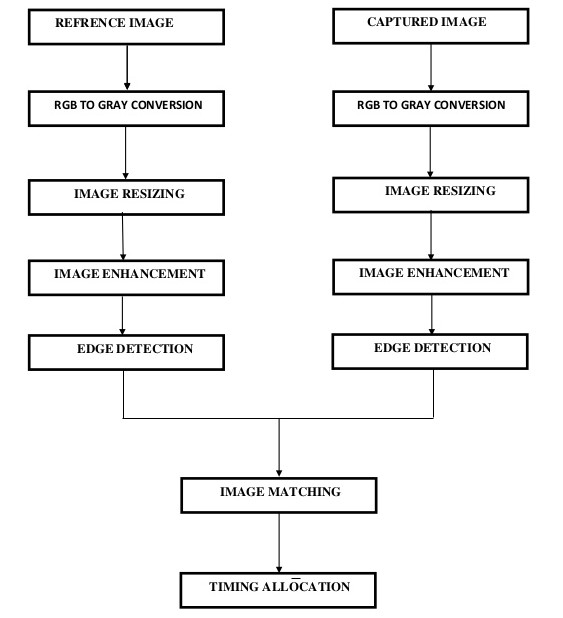 REFRENCE IMAGE
CAPTURED IMAGE
RGB TO GRAY CONVERSION
RGB TO GRAY CONVERSION
IMAGE RESIZING
IMAGE RESIZING
IMAGE ENHANCEMENT
IMAGE ENHANCEMENT
EDGE DETECTION
EDGE DETECTION
IMAGE MATCHING
TIMING ALLOCATION